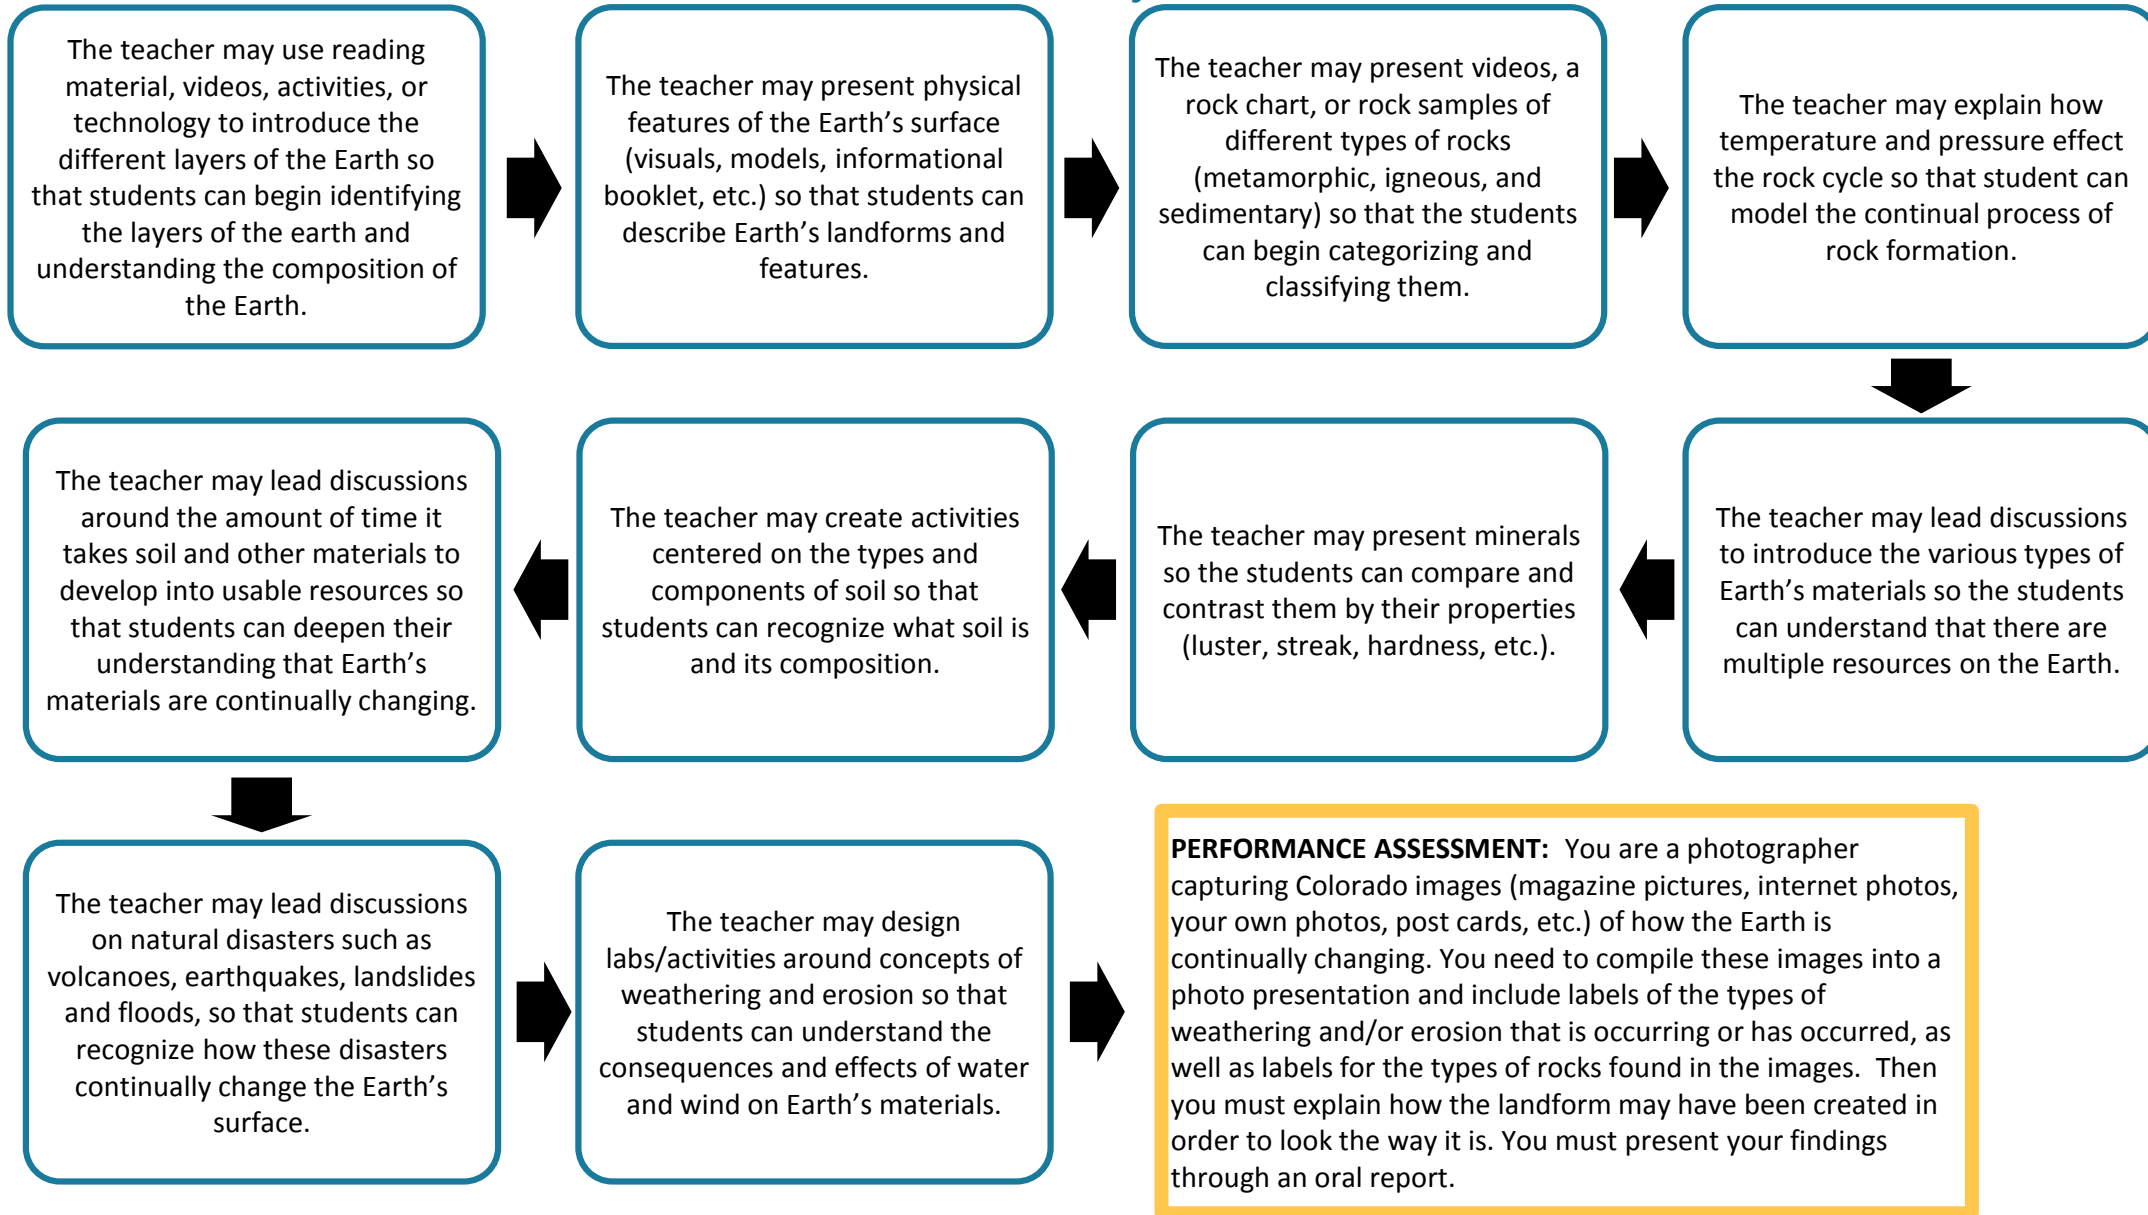 The teacher may use reading
material, videos, activities, or
technology to introduce the
different layers of the Earth so
that students can begin identifying
the layers of the earth and
understanding the composition of
the Earth.
The teacher may present physical
features of the Earth’s surface
(visuals, models, informational
booklet, etc.) so that students can
describe Earth’s landforms and
features.
The teacher may present videos, a
rock chart, or rock samples of
different types of rocks
(metamorphic, igneous, and
sedimentary) so that the students
can begin categorizing and
classifying them.
The teacher may explain how
temperature and pressure effect
the rock cycle so that student can
model the continual process of
rock formation.
The teacher may lead discussions
to introduce the various types of
Earth’s materials so the students
can understand that there are
multiple resources on the Earth.
The teacher may present minerals
so the students can compare and
contrast them by their properties
(luster, streak, hardness, etc.).
The teacher may create activities
centered on the types and
components of soil so that
students can recognize what soil is
and its composition.
The teacher may lead discussions
around the amount of time it
takes soil and other materials to
develop into usable resources so
that students can deepen their
understanding that Earth’s
materials are continually changing.
The teacher may lead discussions
on natural disasters such as
volcanoes, earthquakes, landslides
and floods, so that students can
recognize how these disasters
continually change the Earth’s
surface.
The teacher may design
labs/activities around concepts of
weathering and erosion so that
students can understand the
consequences and effects of water
and wind on Earth’s materials.
PERFORMANCE ASSESSMENT: You are a photographer
capturing Colorado images (magazine pictures, internet photos,
your own photos, post cards, etc.) of how the Earth is
continually changing. You need to compile these images into a
photo presentation and include labels of the types of
weathering and/or erosion that is occurring or has occurred, as
well as labels for the types of rocks found in the images. Then
you must explain how the landform may have been created in
order to look the way it is. You must present your findings
through an oral report.